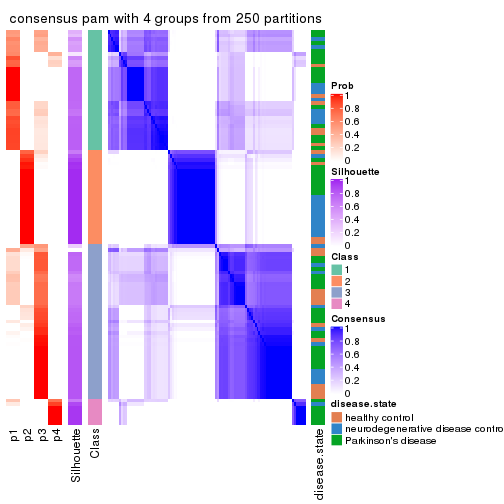 consensus pam with 4 groups from 250 partitions
Prob
1
0.8
0.6
0.4
0.2
0
Silhouette
1
0.8
0.6
0.4
0.2
0
Class
1
2
3
4
Consensus
1
0.8
0.6
0.4
0.2
0
disease.state
healthy control
neurodegenerative disease contro
Parkinson's disease
p1
p2
p3
p4
Silhouette
Class
disease.state